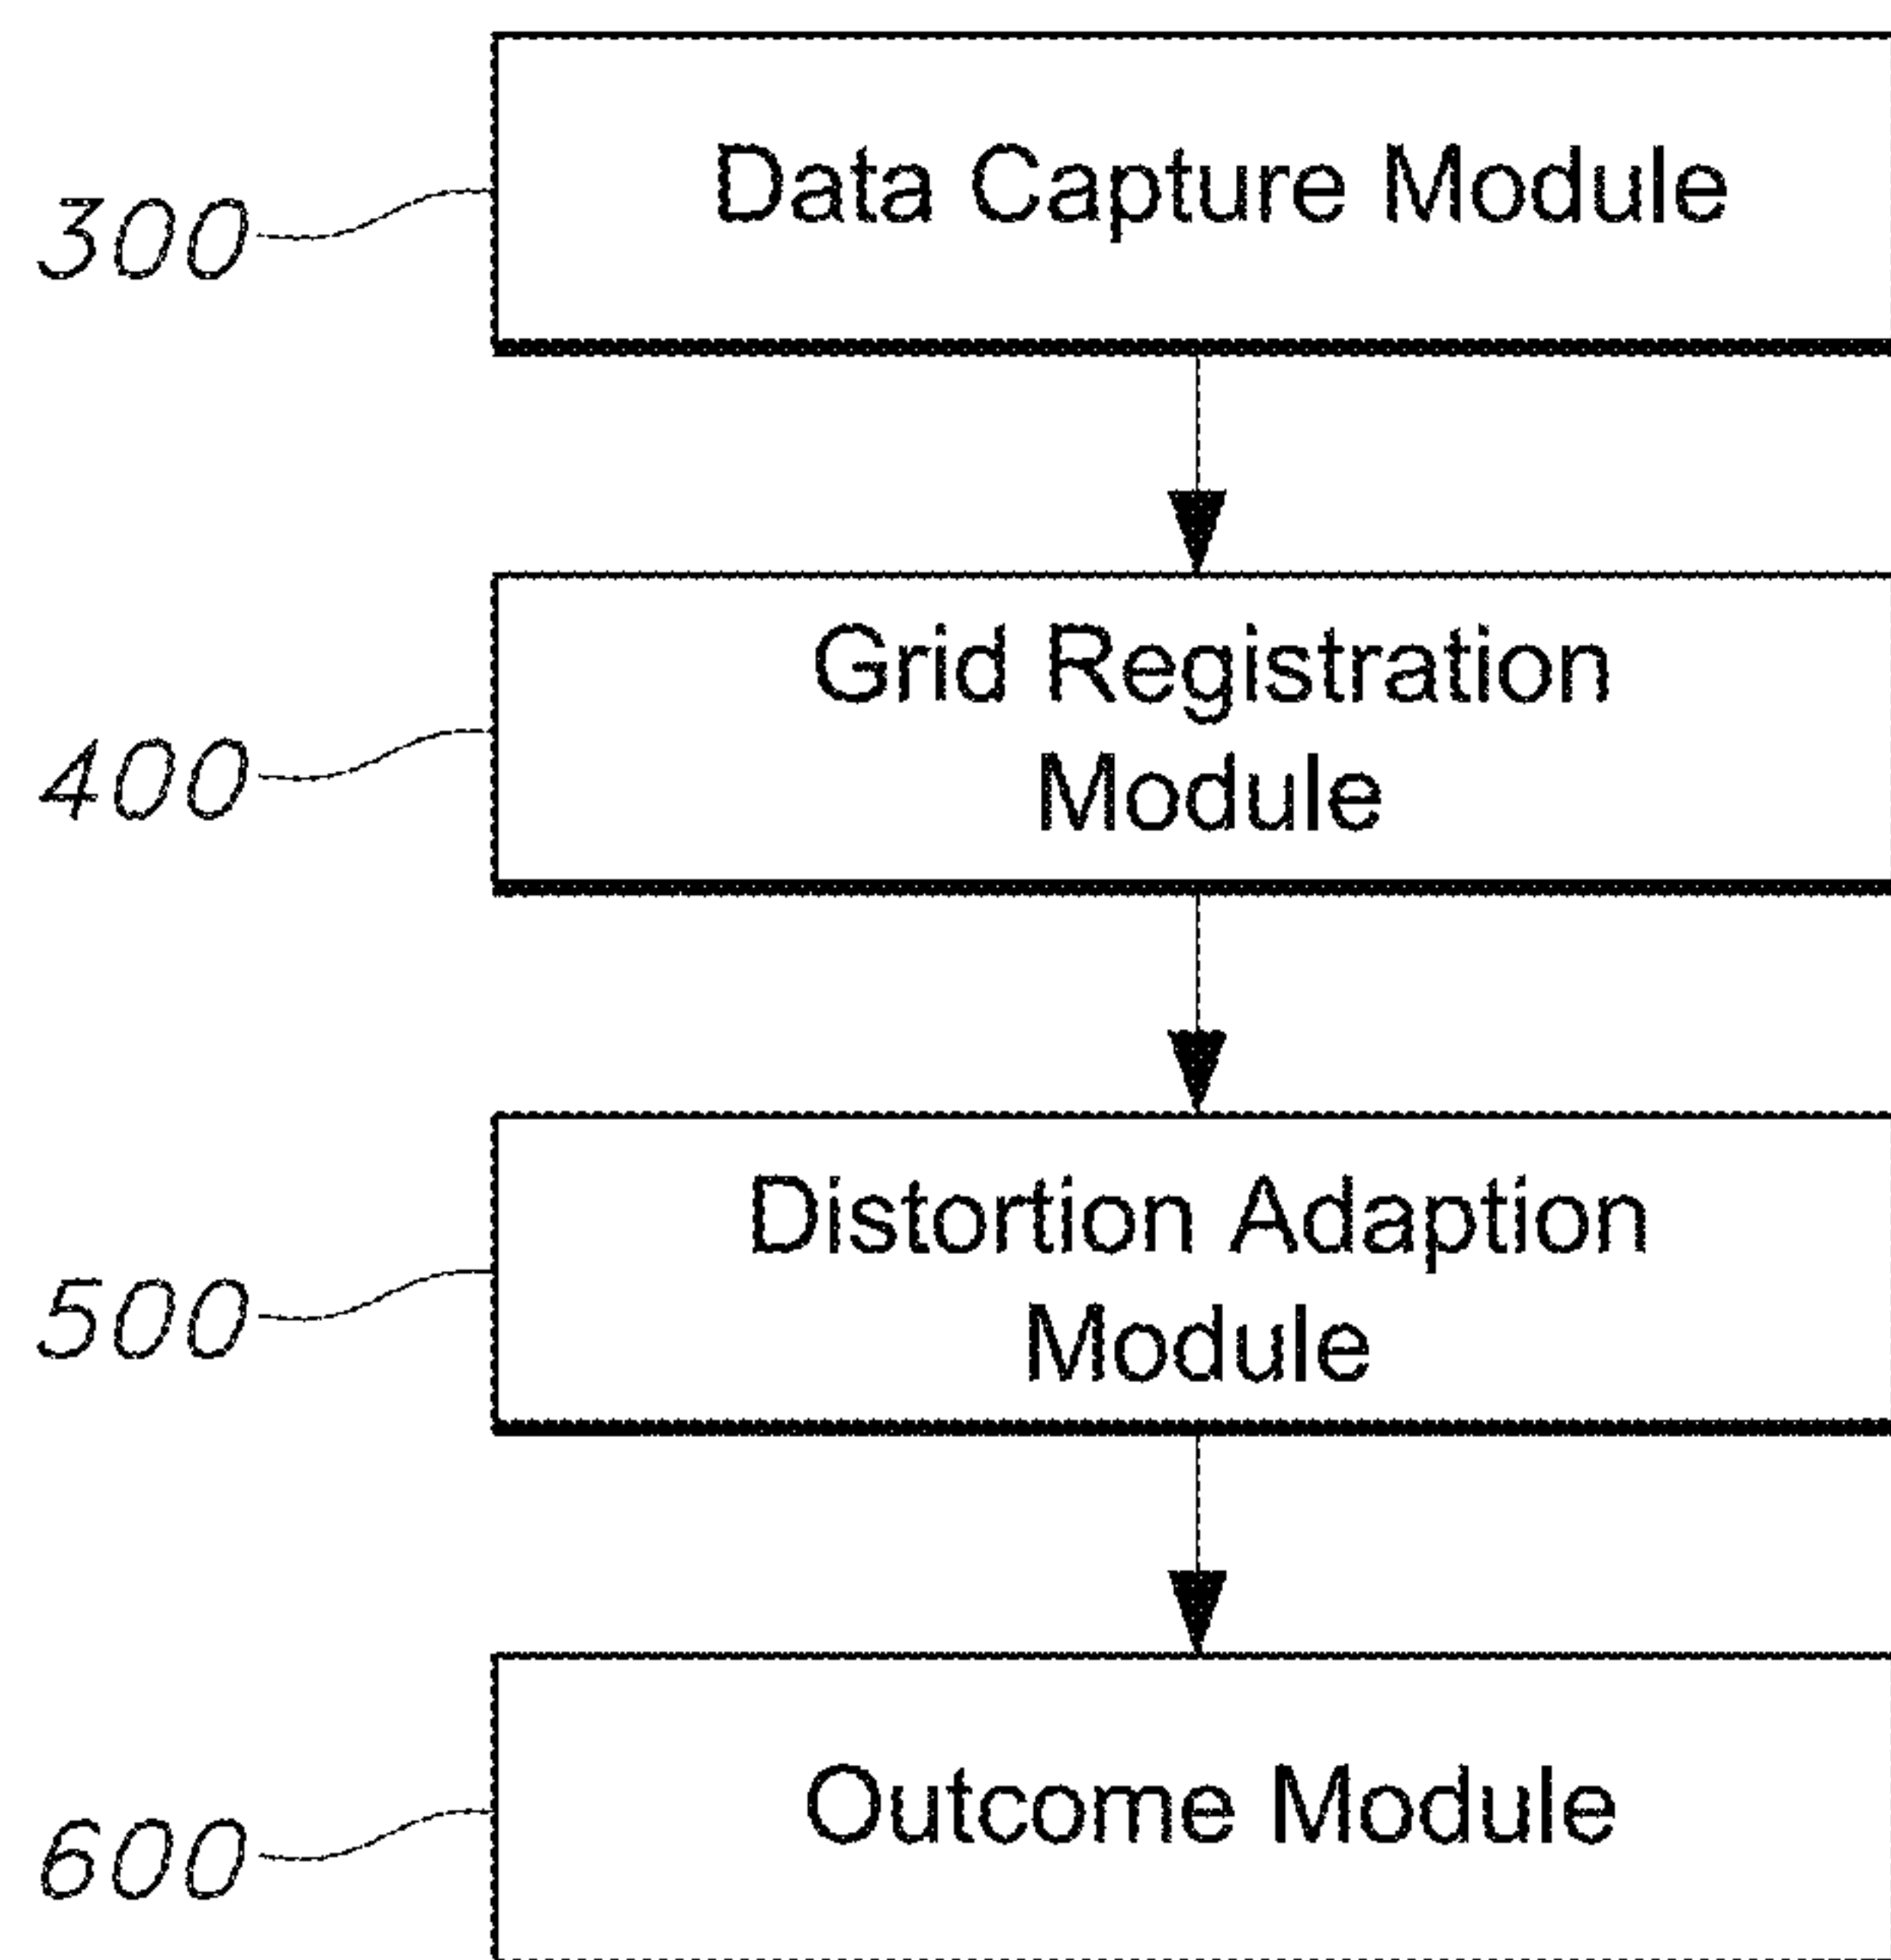 300
Data Capture Module
400
Grid Registration
Module
500
Distortion Adaption
Module
600
Outcome Module